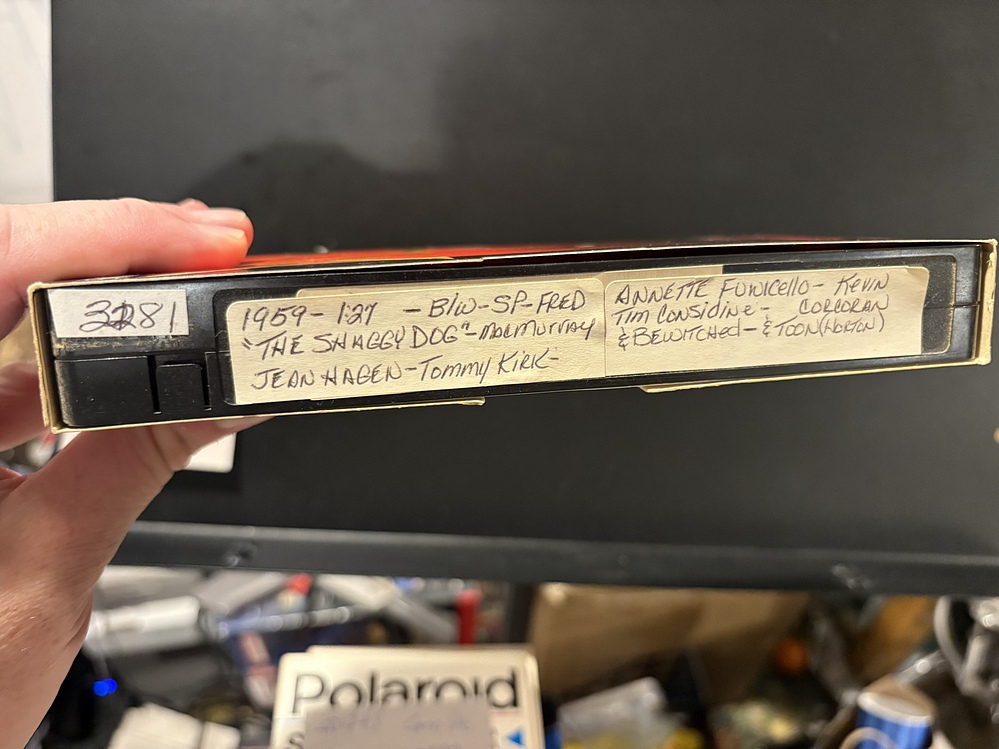 3281
1959- 1:27 -B/W-SP-FRED
"THE SHAGGY DOG"-MacMurray
JEAN HAGEN-Tommy KIRK-
ANNETTE FUNICELLO- KEVIN
TIM CONSIDINE- CORCORAN
& BEWITCHED- & TOON (NORTON)
Polaroid